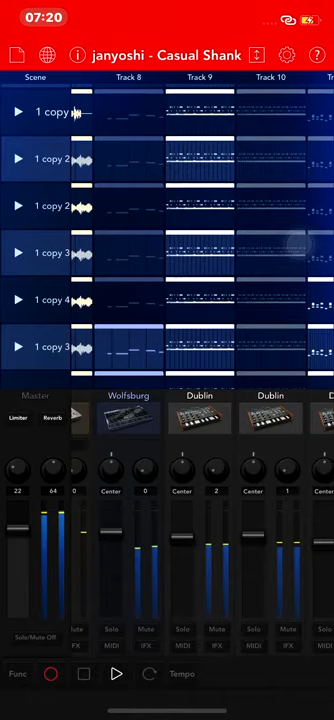 07:20
janyoshi - Casual Shank
Scene Track 8 Track 9 Track 10
1 copy
1 copy 2
1 copy 2
1 copy 3
1 copy 4
1 copy 3
Master Wolfsburg Dublin Dublin
Limiter Reverb
22 64 0 Center 0 Center 2 Center 1 Center
Solo Mute Solo Mute Solo Mute Solo
Solo/Mute Off MIDI IFX MIDI IFX MIDI IFX MIDI
Func Tempo